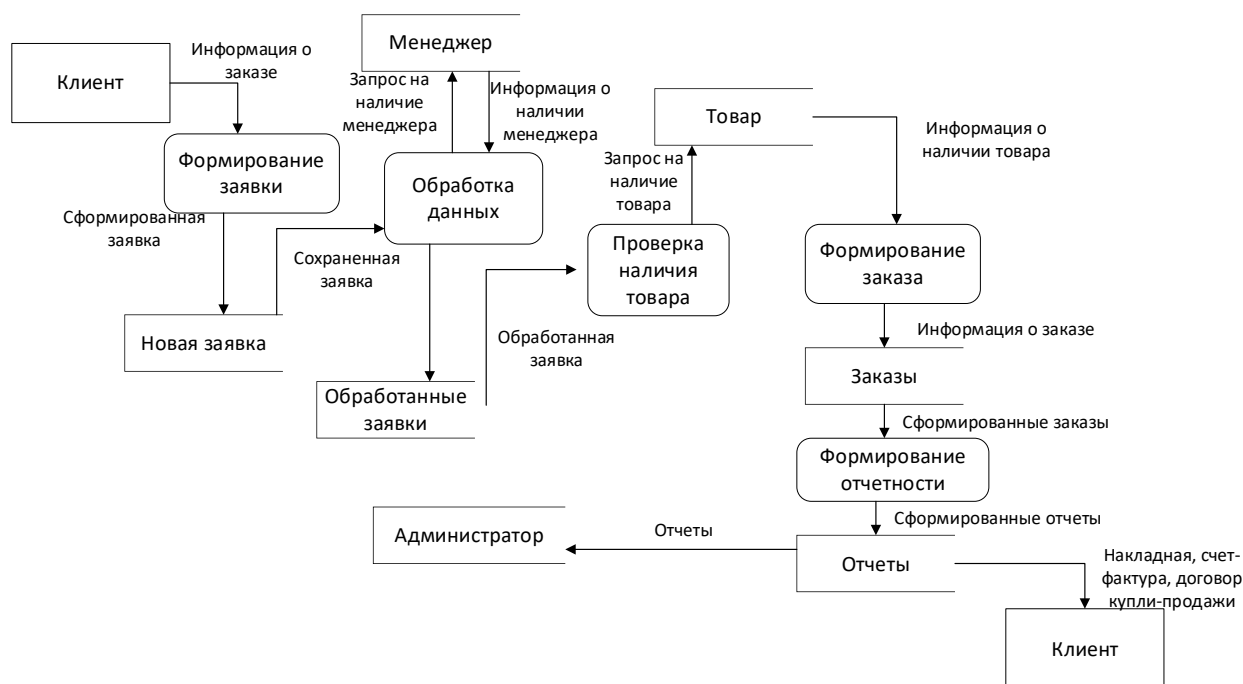 Клиент
Информация о
заказе
Менеджер
Запрос на
наличие
менеджера
Информация о
наличии
менеджера
Формирование
заявки
Обработка
данных
Товар
Информация о
наличии товара
Запрос на
наличие
товара
Сформированная
заявка
Сохраненная
заявка
Проверка
наличия
товара
Формирование
заказа
Новая заявка
Обработанная
заявка
Информация о заказе
Обработанные
заявки
Заказы
Сформированные заказы
Формирование
отчетности
Сформированные отчеты
Администратор
Отчеты
Отчеты
Накладная, счет-
фактура, договор
купли-продажи
Клиент